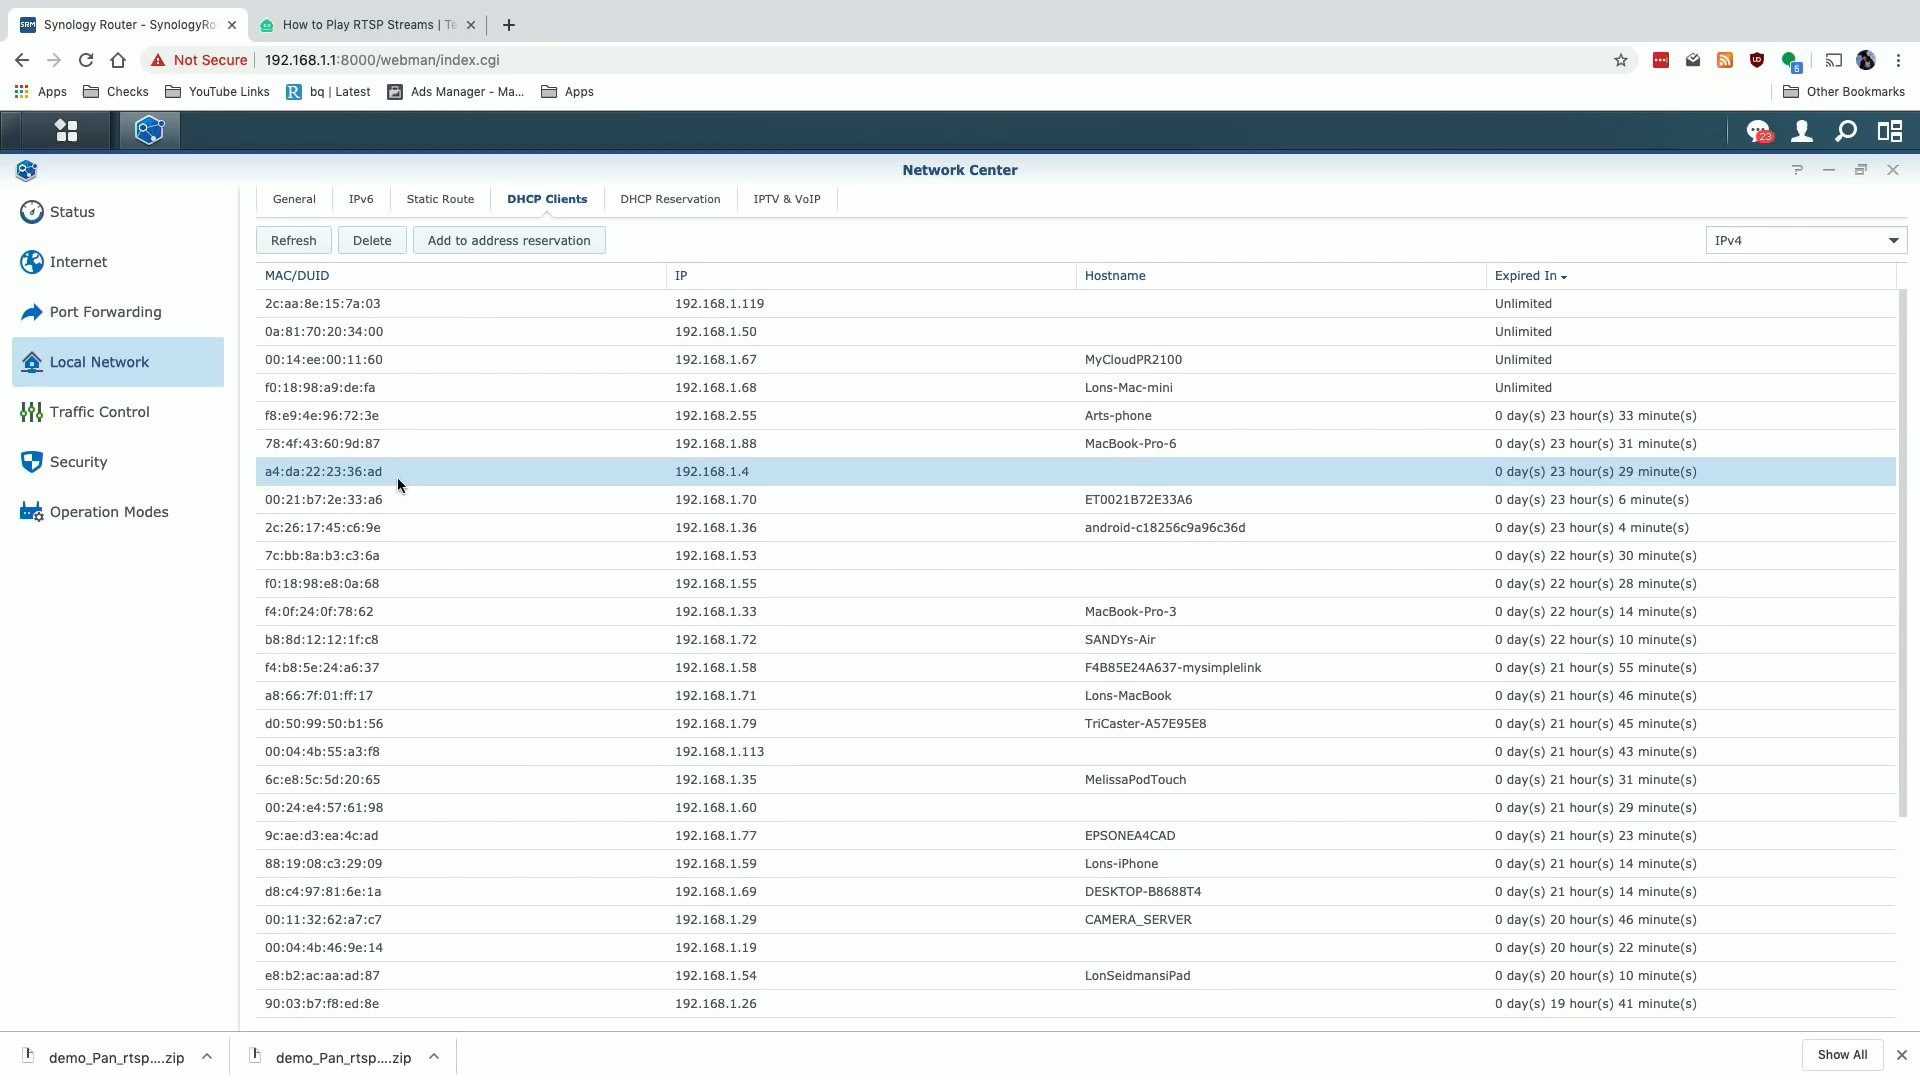 SRM Synology Router - SynologyRo
How to Play RTSP Streams | Te
Not Secure 192.168.1.1:8000/webman/index.cgi
5
Apps Checks YouTube Links R bq | Latest Ads Manager - Ma... Apps Other Bookmarks
23
Network Center
Status
Internet
Port Forwarding
Local Network
Traffic Control
Security
Operation Modes
General IPv6 Static Route DHCP Clients DHCP Reservation IPTV & VoIP
Refresh Delete Add to address reservation IPv4
MAC/DUID IP Hostname Expired In
2c:aa:8e:15:7a:03 192.168.1.119 Unlimited
0a:81:70:20:34:00 192.168.1.50 Unlimited
00:14:ee:00:11:60 192.168.1.67 MyCloudPR2100 Unlimited
f0:18:98:a9:de:fa 192.168.1.68 Lons-Mac-mini Unlimited
f8:e9:4e:96:72:3e 192.168.2.55 Arts-phone 0 day(s) 23 hour(s) 33 minute(s)
78:4f:43:60:9d:87 192.168.1.88 MacBook-Pro-6 0 day(s) 23 hour(s) 31 minute(s)
a4:da:22:23:36:ad 192.168.1.4 0 day(s) 23 hour(s) 29 minute(s)
00:21:b7:2e:33:a6 192.168.1.70 ET0021B72E33A6 0 day(s) 23 hour(s) 6 minute(s)
2c:26:17:45:c6:9e 192.168.1.36 android-c18256c9a96c36d 0 day(s) 23 hour(s) 4 minute(s)
7c:bb:8a:b3:c3:6a 192.168.1.53 0 day(s) 22 hour(s) 30 minute(s)
f0:18:98:e8:0a:68 192.168.1.55 0 day(s) 22 hour(s) 28 minute(s)
f4:0f:24:0f:78:62 192.168.1.33 MacBook-Pro-3 0 day(s) 22 hour(s) 14 minute(s)
b8:8d:12:12:1f:c8 192.168.1.72 SANDYs-Air 0 day(s) 22 hour(s) 10 minute(s)
f4:b8:5e:24:a6:37 192.168.1.58 F4B85E24A637-mysimplelink 0 day(s) 21 hour(s) 55 minute(s)
a8:66:7f:01:ff:17 192.168.1.71 Lons-MacBook 0 day(s) 21 hour(s) 46 minute(s)
d0:50:99:50:b1:56 192.168.1.79 TriCaster-A57E95E8 0 day(s) 21 hour(s) 45 minute(s)
00:04:4b:55:a3:f8 192.168.1.113 0 day(s) 21 hour(s) 43 minute(s)
6c:e8:5c:5d:20:65 192.168.1.35 MelissaPodTouch 0 day(s) 21 hour(s) 31 minute(s)
00:24:e4:57:61:98 192.168.1.60 0 day(s) 21 hour(s) 29 minute(s)
9c:ae:d3:ea:4c:ad 192.168.1.77 EPSONEA4CAD 0 day(s) 21 hour(s) 23 minute(s)
88:19:08:c3:29:09 192.168.1.59 Lons-iPhone 0 day(s) 21 hour(s) 14 minute(s)
d8:c4:97:81:6e:1a 192.168.1.69 DESKTOP-B8688T4 0 day(s) 21 hour(s) 14 minute(s)
00:11:32:62:a7:c7 192.168.1.29 CAMERA_SERVER 0 day(s) 20 hour(s) 46 minute(s)
00:04:4b:46:9e:14 192.168.1.19 0 day(s) 20 hour(s) 22 minute(s)
e8:b2:ac:aa:ad:87 192.168.1.54 LonSeidmansiPad 0 day(s) 20 hour(s) 10 minute(s)
90:03:b7:f8:ed:8e 192.168.1.26 0 day(s) 19 hour(s) 41 minute(s)
demo_Pan_rtsp....zip demo_Pan_rtsp....zip Show All